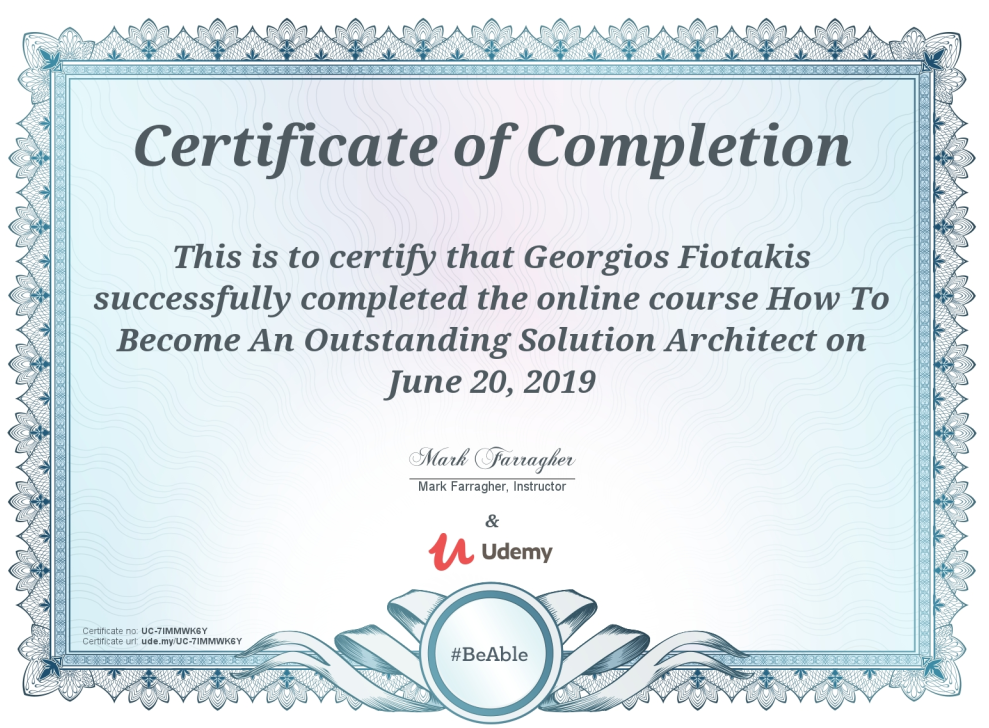 Certificate of Completion
This is to certify that Georgios Fiotakis
successfully completed the online course How To
Become An Outstanding Solution Architect on
June 20, 2019
Mark Farragher
Mark Farragher, Instructor
&
Udemy
Certificate no: UC-7IMMWK6Y
Certificate url: ude.my/UC-7IMMWK6Y
#BeAble